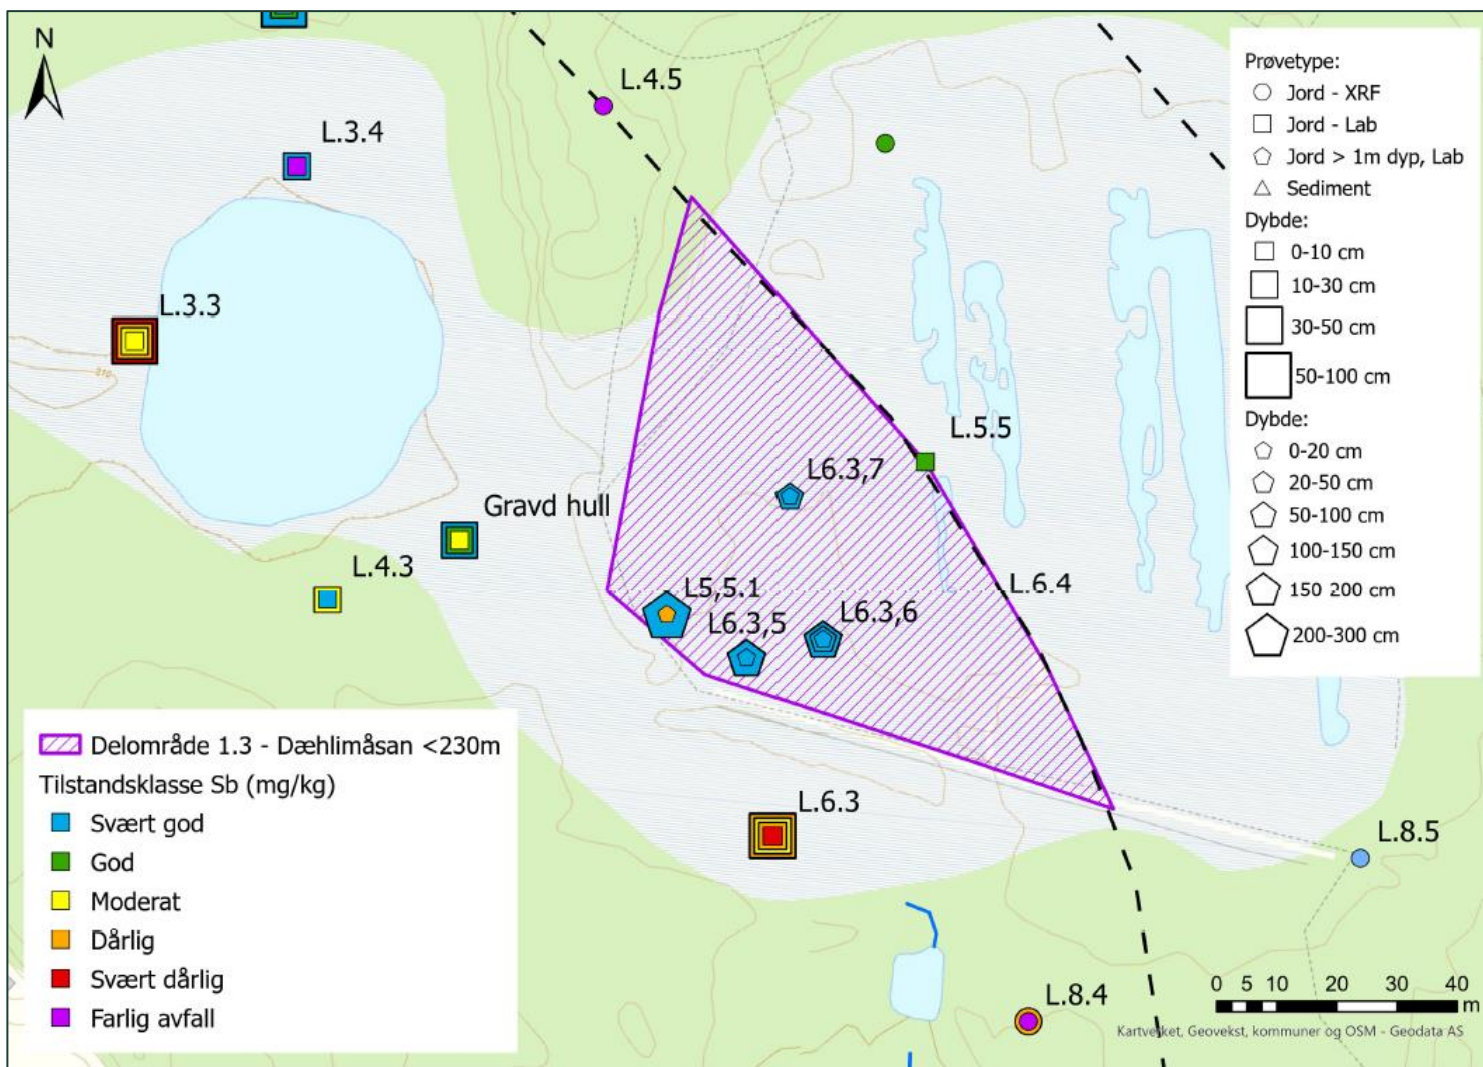 N
L.4.5
L.3.4
L.3.3
270
L.5.5
L6.3,7
Gravd hull
L.4.3
L.6.4
L5,5.1
L6.3,5
L6.3,6
L.6.3
L.8.5
L.8.4
Prøvetype:
Jord - XRF
Jord - Lab
Jord > 1m dyp, Lab
Sediment
Dybde:
0-10 cm
10-30 cm
30-50 cm
50-100 cm
Dybde:
0-20 cm
20-50 cm
50-100 cm
100-150 cm
150 200 cm
200-300 cm
Delområde 1.3 - Dæhlimåsan <230m
Tilstandsklasse Sb (mg/kg)
Svært god
God
Moderat
Dårlig
Svært dårlig
Farlig avfall
0 5 10 20 30 40
m
Kartverket, Geovekst, kommuner og OSM - Geodata AS